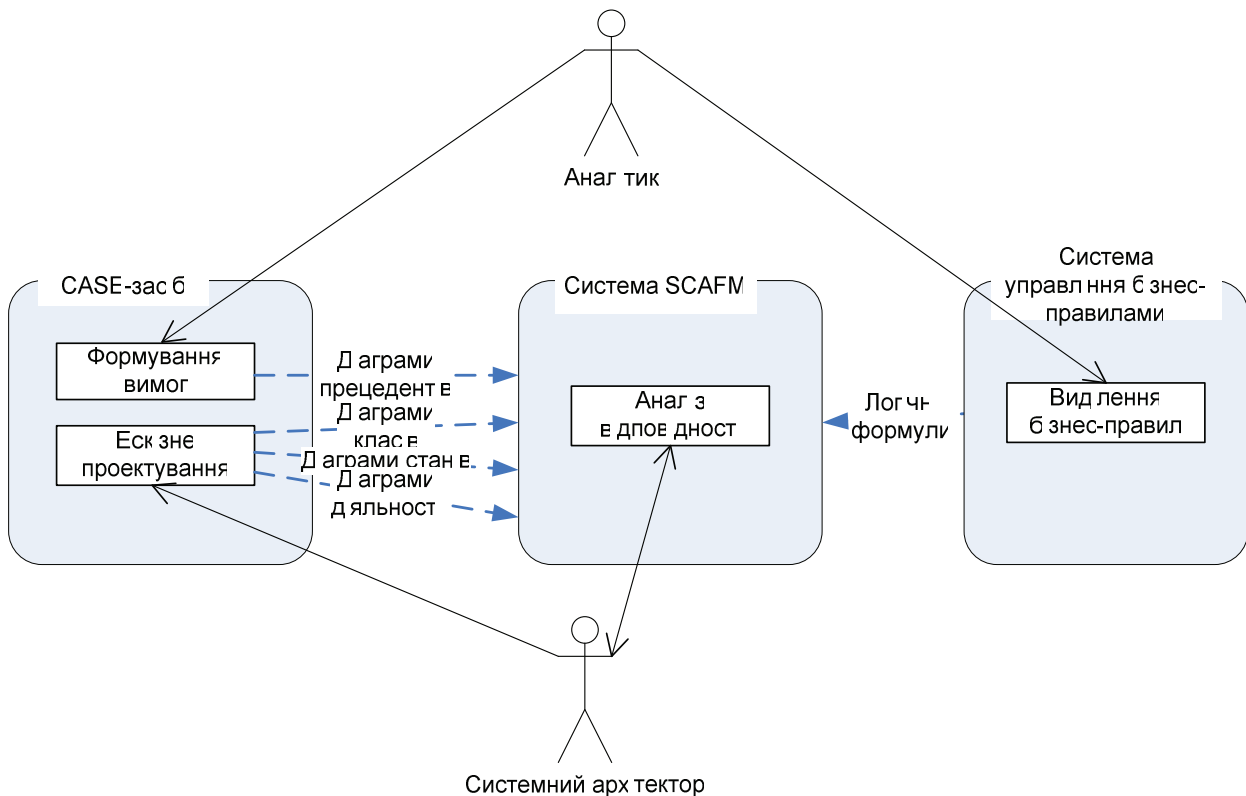 Анал тик
CASE-зас б
Система SCAFM
Система
управл ння б знес-
правилами
Формування
вимог
Д аграми
прецедент в
Д аграми
клас в
Д аграми стан в
Д аграми
д яльност
Еск зне
проектування
Анал з
в дпов дност
Лог чн
формули
Вид лення
б знес-правил
Системний арх тектор